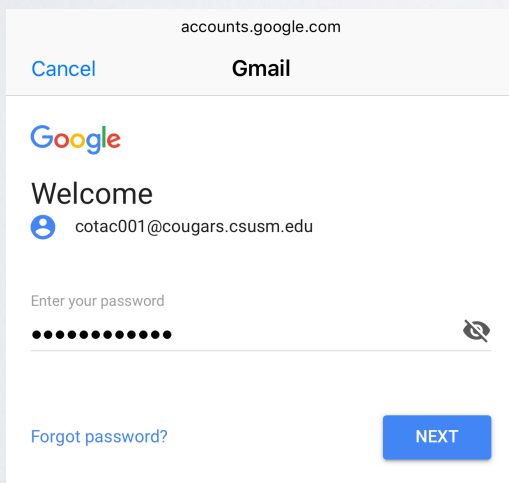 accounts.google.com
Cancel Gmail
Google
Welcome
cotac001@cougars.csusm.edu
Enter your password
••••••••••••
Forgot password? NEXT